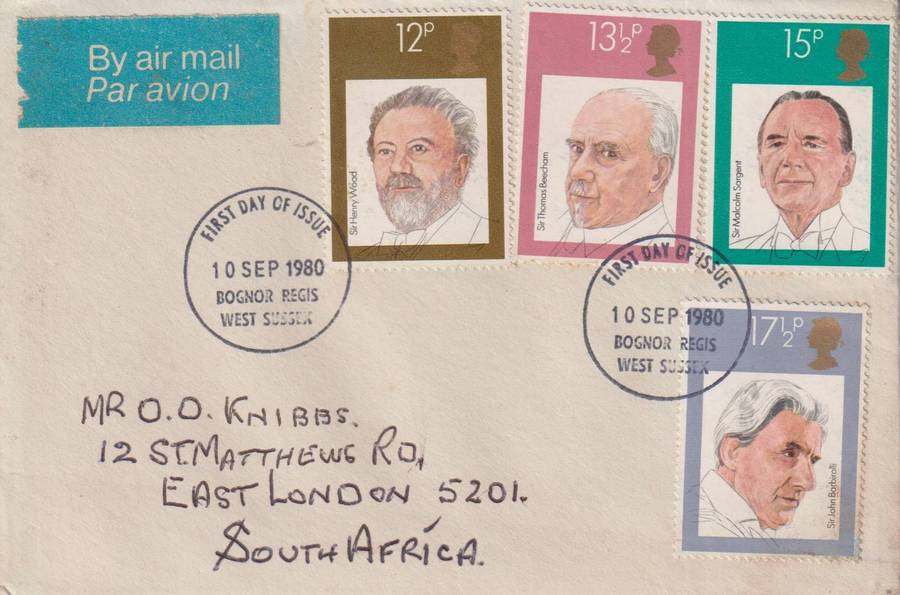 By air mail
Par avion
12P
Sir Henry Wood
13½P
Sir Thomas Beecham
15P
Sir Malcolm Sargent
FIRST DAY OF ISSUE
10 SEP 1980
BOGNOR REGIS
WEST SUSSEX
FIRST DAY OF ISSUE
10 SEP 1980
BOGNOR REGIS
WEST SUSSEX
17½P
Sir John Barbirolli
MR O.D. KNIBBS.
12 ST. MATTHEWS RD,
EAST LONDON 5201.
SOUTH AFRICA.